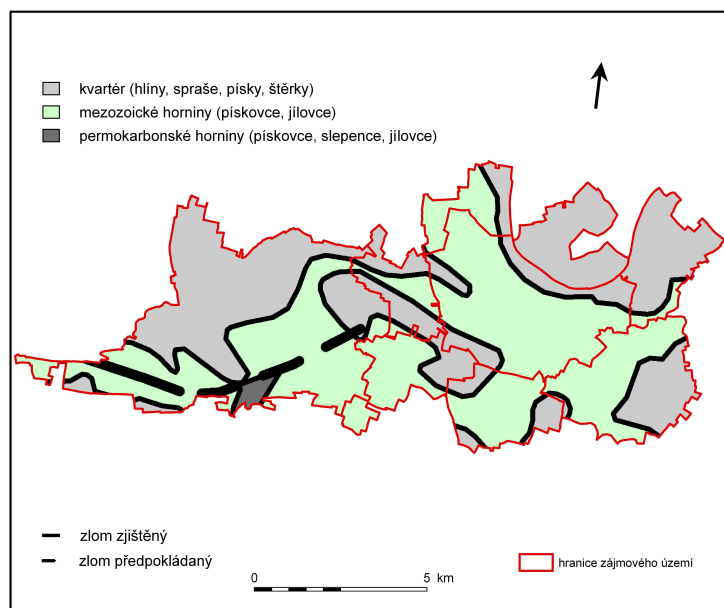 kvartér (hlíny, spraše, písky, štěrky)
mezozoické horniny (pískovce, jílovce)
permokarbonské horniny (pískovce, slepence, jílovce)
zlom zjištěný
zlom předpokládaný
hranice zájmového území
0 5 km